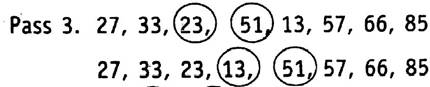 Pass 3. 27, 33, 23, 51, 13, 57, 66, 85
27, 33, 23, 13, 51, 57, 66, 85